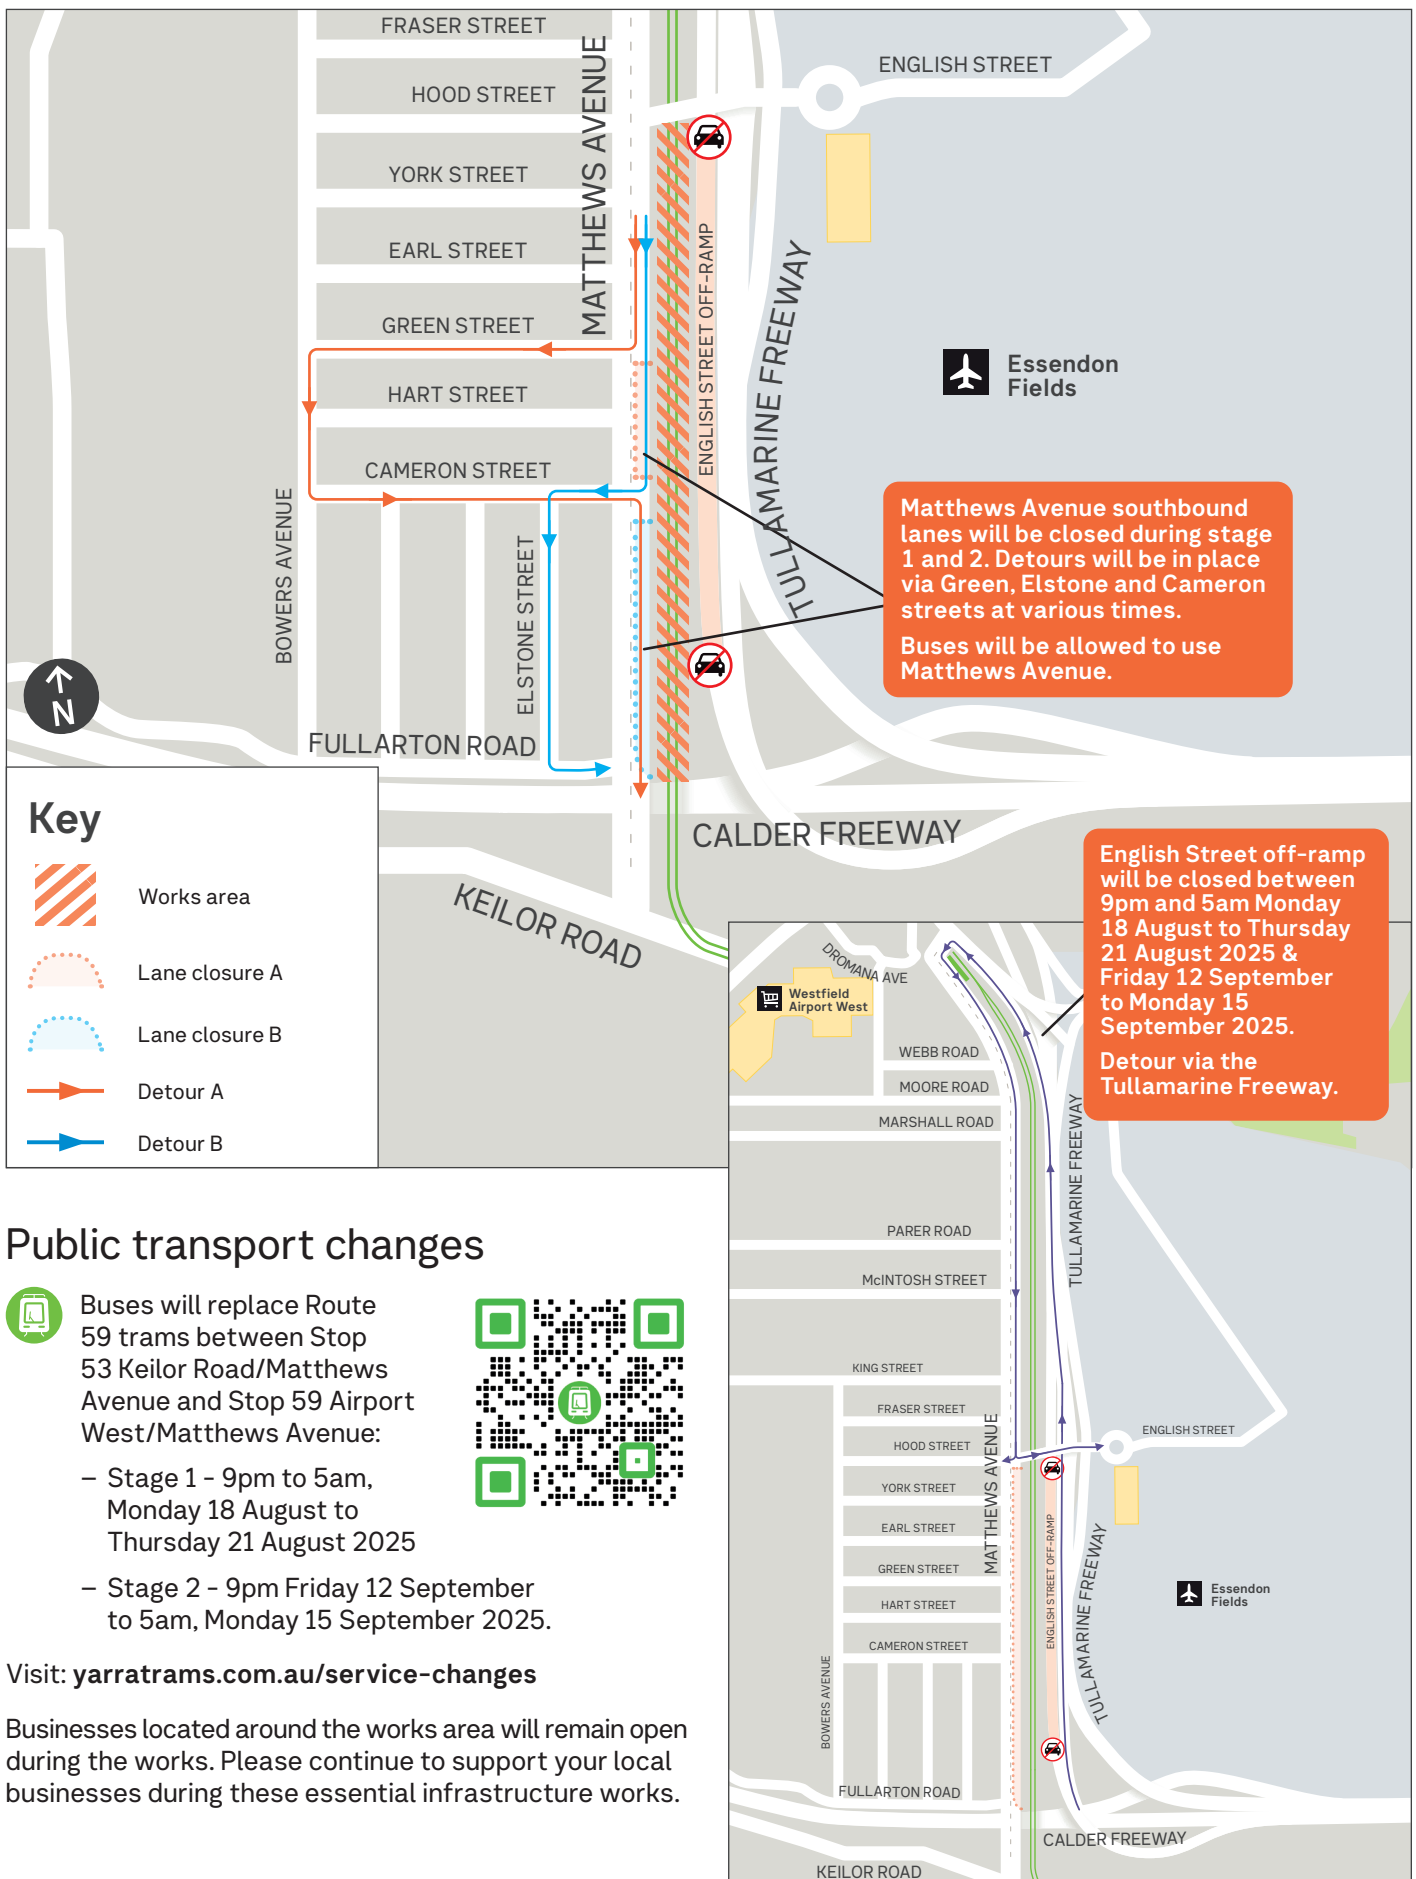 FRASER STREET
HOOD STREET
YORK STREET
EARL STREET
GREEN STREET
HART STREET
CAMERON STREET
MATTHEWS AVENUE
ENGLISH STREET
ENGLISH STREET OFF-RAMP
TULLAMARINE FREEWAY
Essendon
Fields
BOWERS AVENUE
ELSTONE STREET
FULLARTON ROAD
CALDER FREEWAY
KEILOR ROAD
N
Matthews Avenue southbound
lanes will be closed during stage
1 and 2. Detours will be in place
via Green, Elstone and Cameron
streets at various times.
Buses will be allowed to use
Matthews Avenue.
Key
Works area
Lane closure A
Lane closure B
Detour A
Detour B
English Street off-ramp
will be closed between
9pm and 5am Monday
18 August to Thursday
21 August 2025 &
Friday 12 September
to Monday 15
September 2025.
Detour via the
Tullamarine Freeway.
DROMANA AVE
Westfield
Airport West
WEBB ROAD
MOORE ROAD
MARSHALL ROAD
PARER ROAD
McINTOSH STREET
KING STREET
FRASER STREET
HOOD STREET
YORK STREET
EARL STREET
GREEN STREET
HART STREET
CAMERON STREET
MATTHEWS AVENUE
TULLAMARINE FREEWAY
ENGLISH STREET
ENGLISH STREET OFF-RAMP
TULLAMARINE FREEWAY
Essendon
Fields
BOWERS AVENUE
FULLARTON ROAD
CALDER FREEWAY
KEILOR ROAD
Public transport changes
Buses will replace Route
59 trams between Stop
53 Keilor Road/Matthews
Avenue and Stop 59 Airport
West/Matthews Avenue:
– Stage 1 - 9pm to 5am,
Monday 18 August to
Thursday 21 August 2025
– Stage 2 - 9pm Friday 12 September
to 5am, Monday 15 September 2025.
Visit: yarratrams.com.au/service-changes
Businesses located around the works area will remain open
during the works. Please continue to support your local
businesses during these essential infrastructure works.